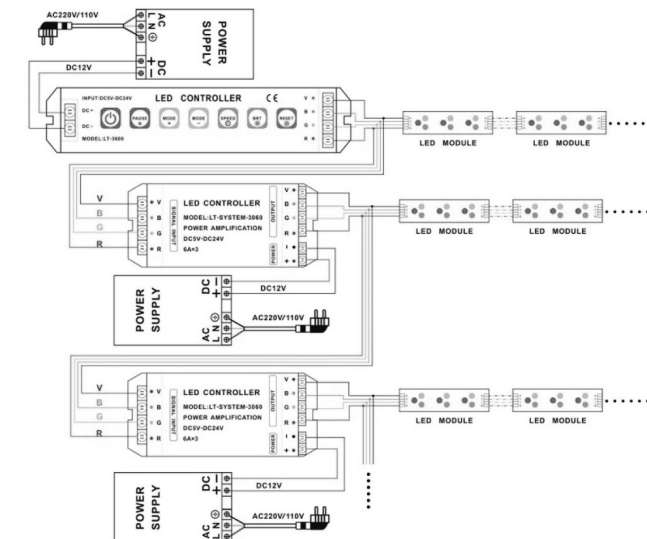 AC220V/110V
AC
L
N
POWER SUPPLY
DC
+
−
DC12V
INPUT:DC5V-DC24V
LED CONTROLLER
CE
DC +
DC -
PAUSE
MODE
+
MODE
-
SPEED
BRT
RESET
MODEL:LT-3600
V
B
G
R
LED MODULE
LED MODULE
V
B
G
R
V
B
G
R
SIGNAL INPUT
LED CONTROLLER
MODEL:LT-SYSTEM-3060
POWER AMPLIFICATION
DC5V-DC24V
6A×3
OUTPUT
POWER
V
B
G
R
-
+
LED MODULE
LED MODULE
POWER SUPPLY
DC
+
−
DC12V
AC
L
N
AC220V/110V
V
B
G
R
V
B
G
R
SIGNAL INPUT
LED CONTROLLER
MODEL:LT-SYSTEM-3060
POWER AMPLIFICATION
DC5V-DC24V
6A×3
OUTPUT
POWER
V
B
G
R
-
+
LED MODULE
LED MODULE
POWER SUPPLY
DC
+
−
DC12V
AC
L
N
AC220V/110V